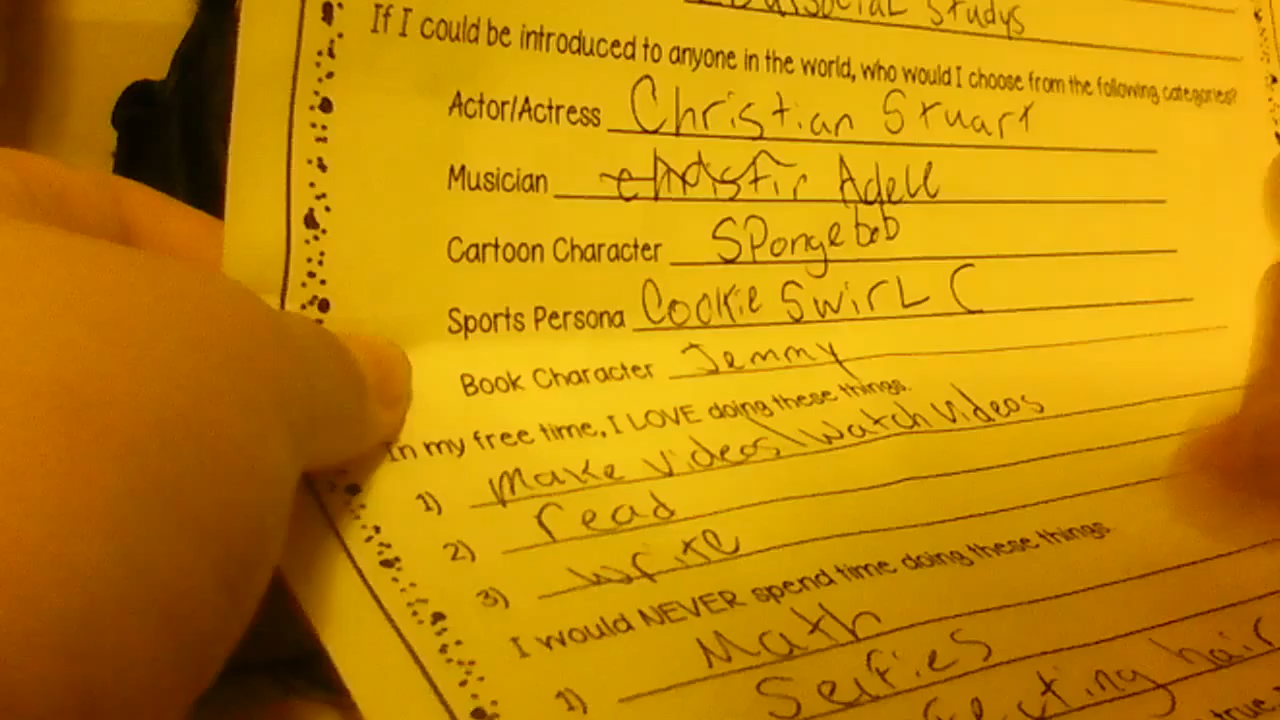 Social Studys
If I could be introduced to anyone in the world, who would I choose from the following categories?
Actor/Actress Christian Stuart
Musician Adele
Cartoon Character SPongebob
Sports Persona Cookie Swirl C
Book Character Jemmy
In my free time, I LOVE doing these things.
1) Make videos\watch videos
2) read
3) write
I would NEVER spend time doing these things.
1) Math
Selfies
hair